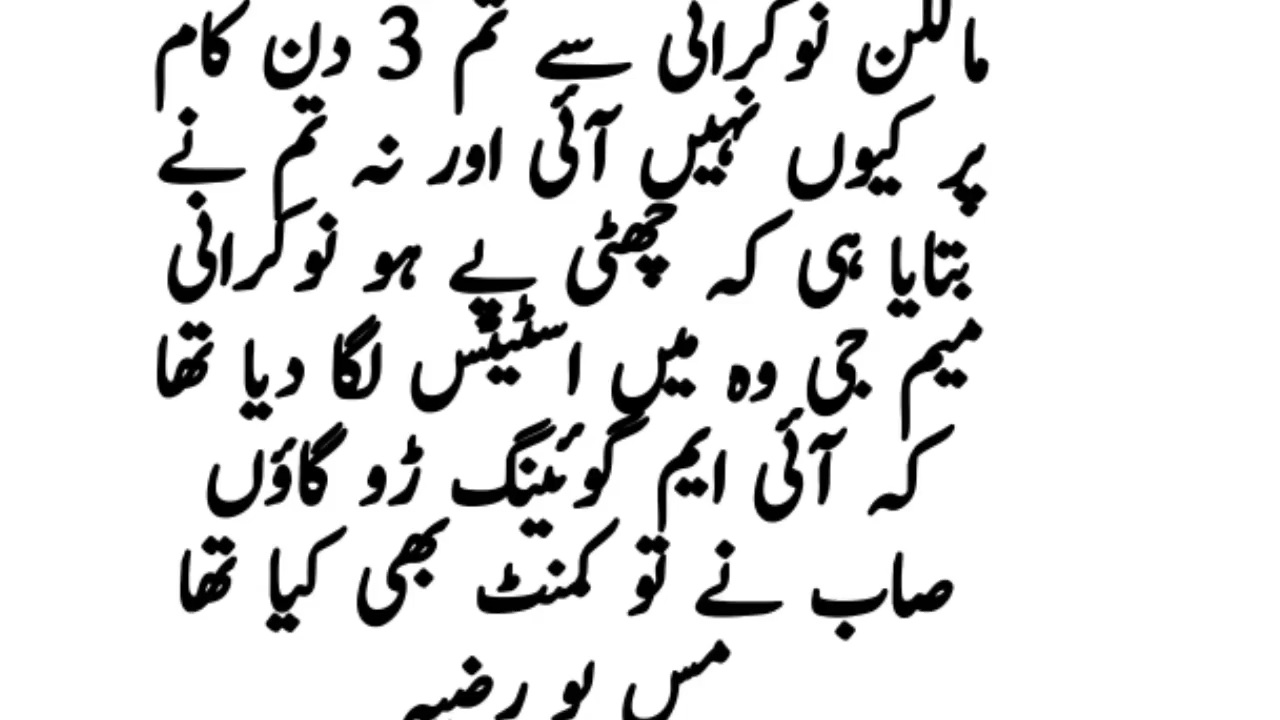 مالکن نوکرانی سے تم 3 دن کام
پر کیوں نہیں آئی اور نہ تم نے
بتایا ہی کہ چھٹی پے ہو نوکرانی
میم جی وہ میں اسٹیٹس لگا دیا تھا
کہ آئی ایم گوئینگ ڑو گاؤں
صاب نے تو کمنٹ بھی کیا تھا
مس یو رضیہ